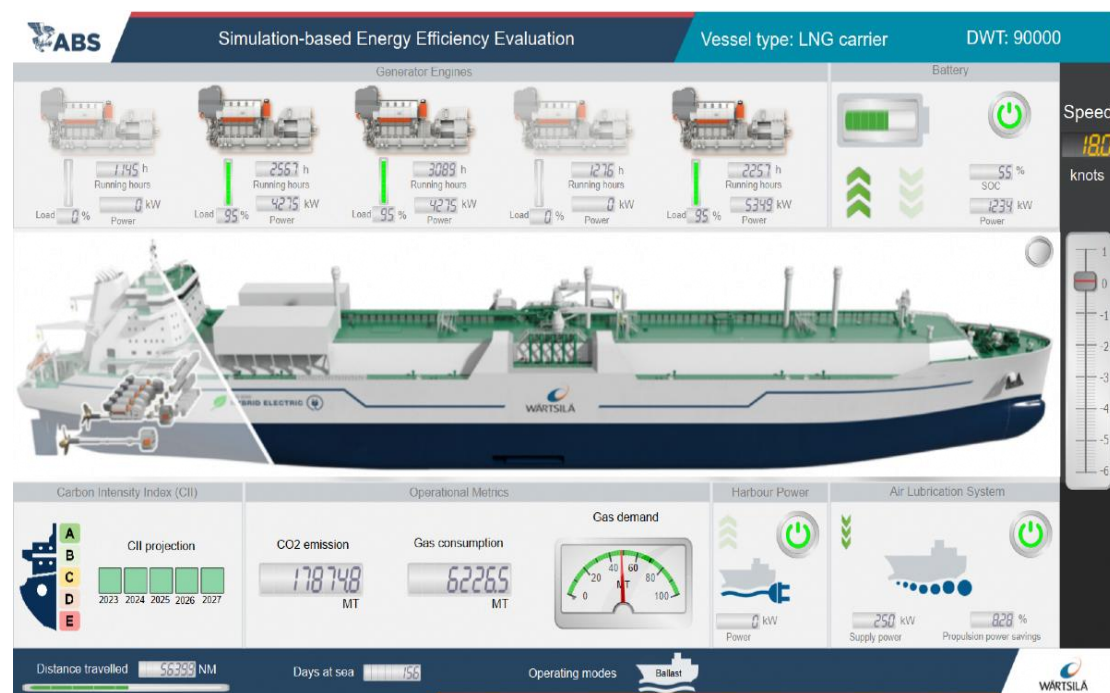 ABS
Simulation-based Energy Efficiency Evaluation
Vessel type: LNG carrier
DWT: 90000
Generator Engines
Battery
1145 h
Running hours
Load 0 %
0 kW
Power
2567 h
Running hours
Load 95 %
4275 kW
Power
3089 h
Running hours
Load 95 %
4275 kW
Power
1276 h
Running hours
Load 0 %
0 kW
Power
2257 h
Running hours
Load 95 %
5349 kW
Power
55 %
SOC
1234 kW
Power
Speed
18.0
knots
1
0
-1
-2
-3
-4
-5
-6
HYBRID ELECTRIC
WÄRTSILÄ
Carbon Intensity Index (CII)
A
B
C
D
E
CII projection
2023 2024 2025 2026 2027
Operational Metrics
CO2 emission
17874.8
MT
Gas consumption
6226.5
MT
Gas demand
0 20 40 60 80 100
MT
Harbour Power
0 kW
Power
Air Lubrication System
250 kW
Supply power
8.28 %
Propulsion power savings
Distance travelled 56399 NM
Days at sea 156
Operating modes
Ballast
WÄRTSILÄ